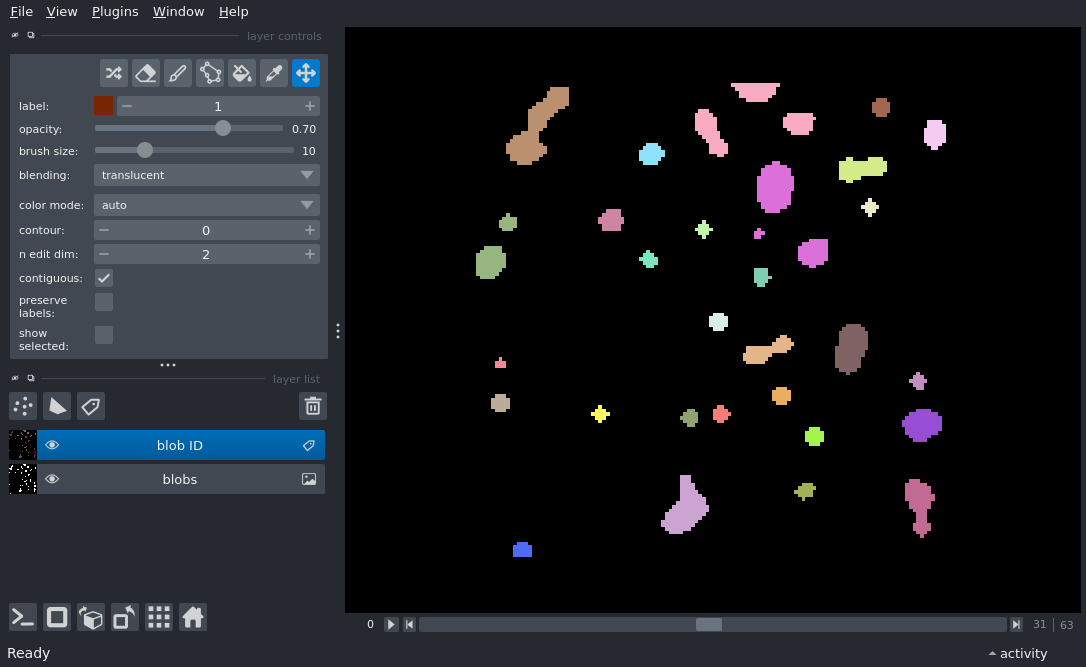 File View Plugins Window Help
layer controls
label: 1
opacity: 0.70
brush size: 10
blending: translucent
color mode: auto
contour: 0
n edit dim: 2
contiguous:
preserve
labels:
show
selected:
layer list
blob ID
blobs
0 31 | 63
Ready activity